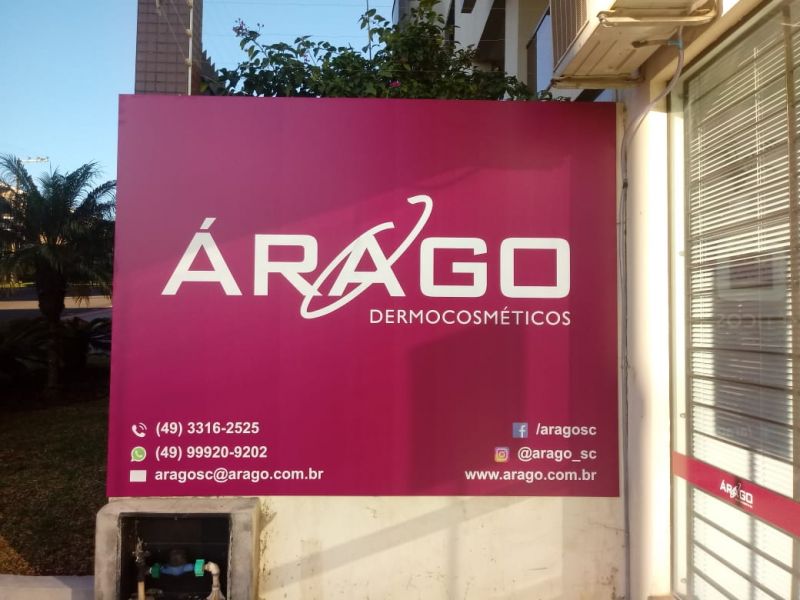 ÁRAGO
DERMOCOSMÉTICOS
(49) 3316-2525
(49) 99920-9202
aragosc@arago.com.br
/aragosc
@arago_sc
www.arago.com.br
ÁRAGO